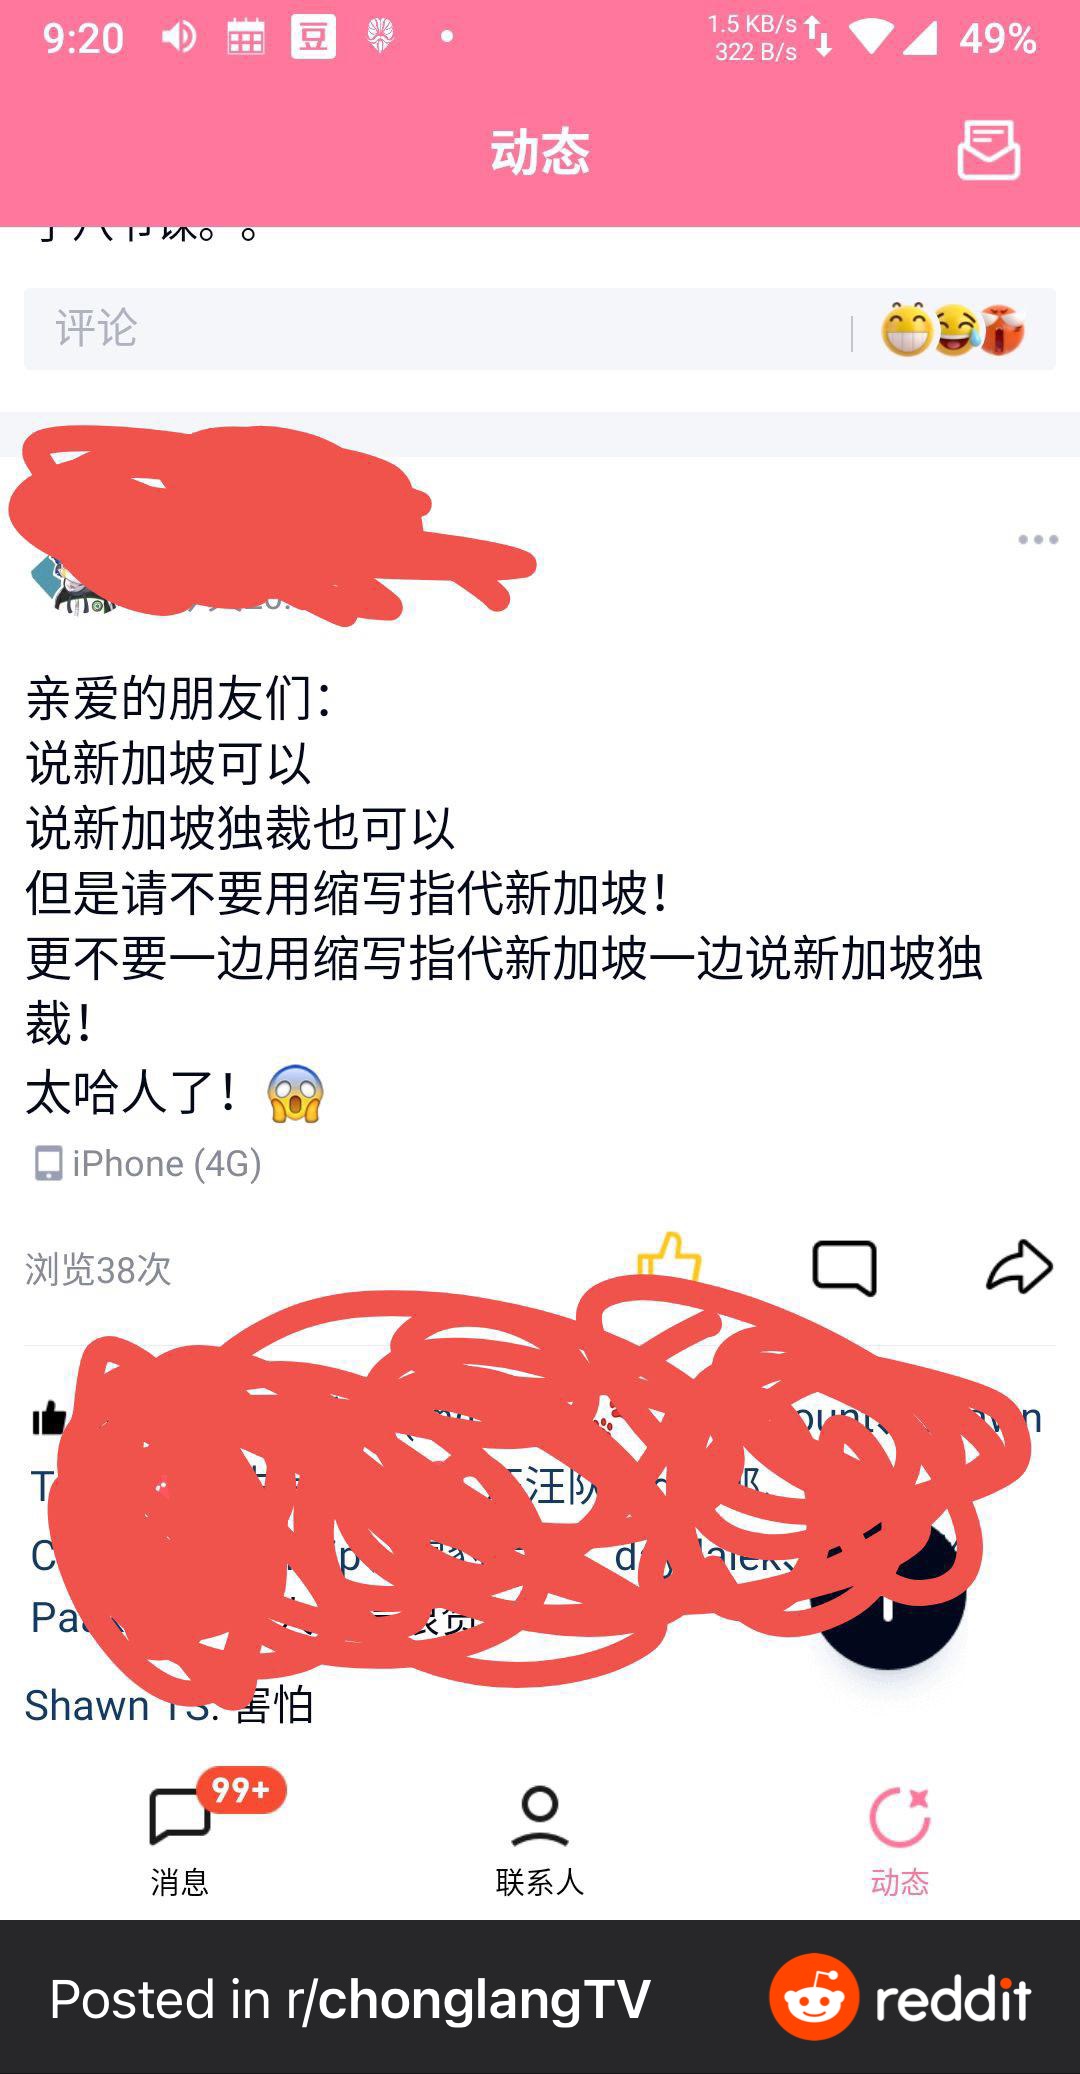 9:20
豆
1.5 KB/s
322 B/s
49%
动态
评论
亲爱的朋友们：
说新加坡可以
说新加坡独裁也可以
但是请不要用缩写指代新加坡！
更不要一边用缩写指代新加坡一边说新加坡独
裁！
太哈人了！😱
iPhone (4G)
浏览38次
Shawn TS: 害怕
99+
消息
联系人
动态
Posted in r/chonglangTV
reddit